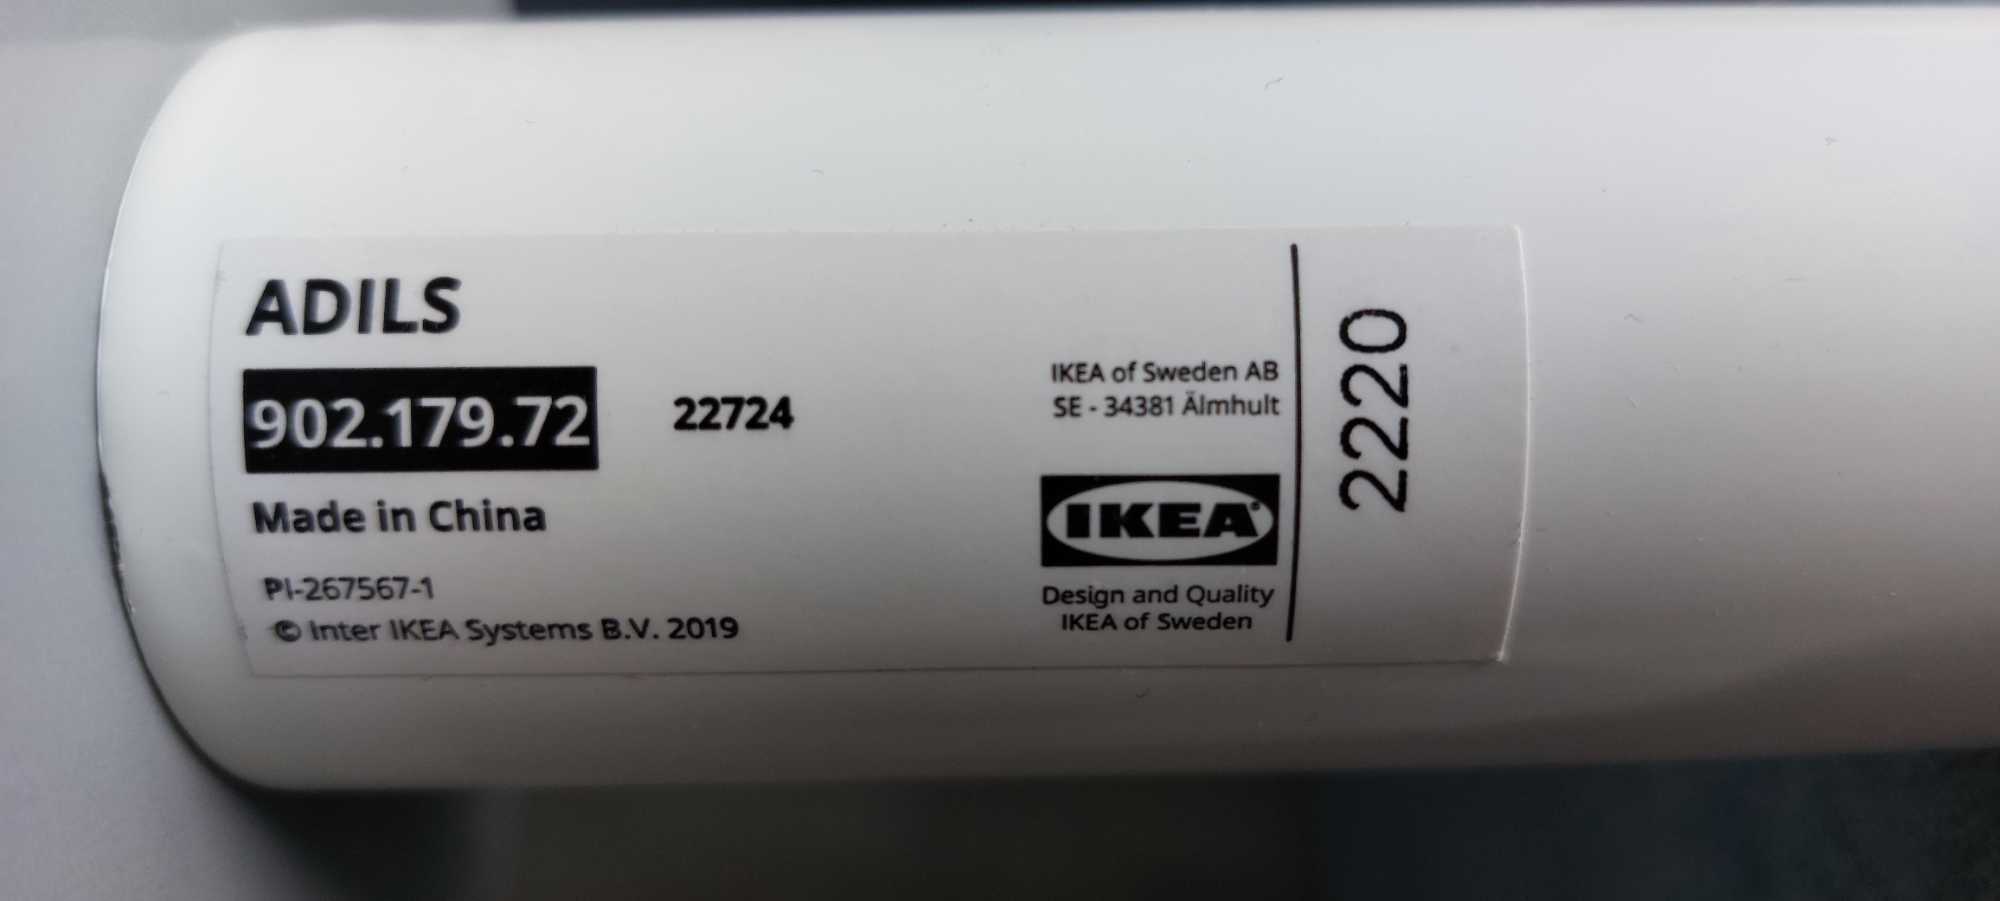 ADILS
902.179.72
22724
Made in China
PI-267567-1
© Inter IKEA Systems B.V. 2019
IKEA of Sweden AB
SE - 34381 Älmhult
IKEA®
Design and Quality
IKEA of Sweden
2220